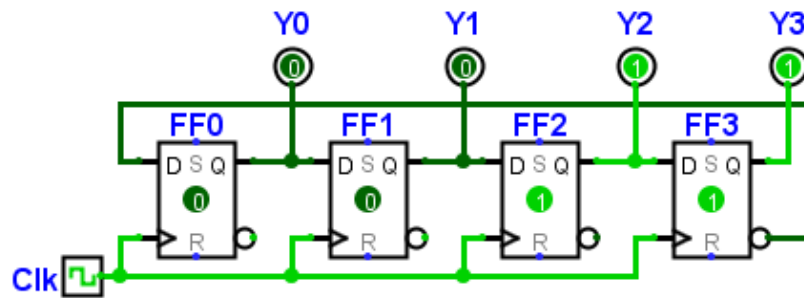 Y0 Y1 Y2 Y3
0 0 1 1
FF0 FF1 FF2 FF3
D S Q D S Q D S Q D S Q
0 0 1 1
R R R R
Clk